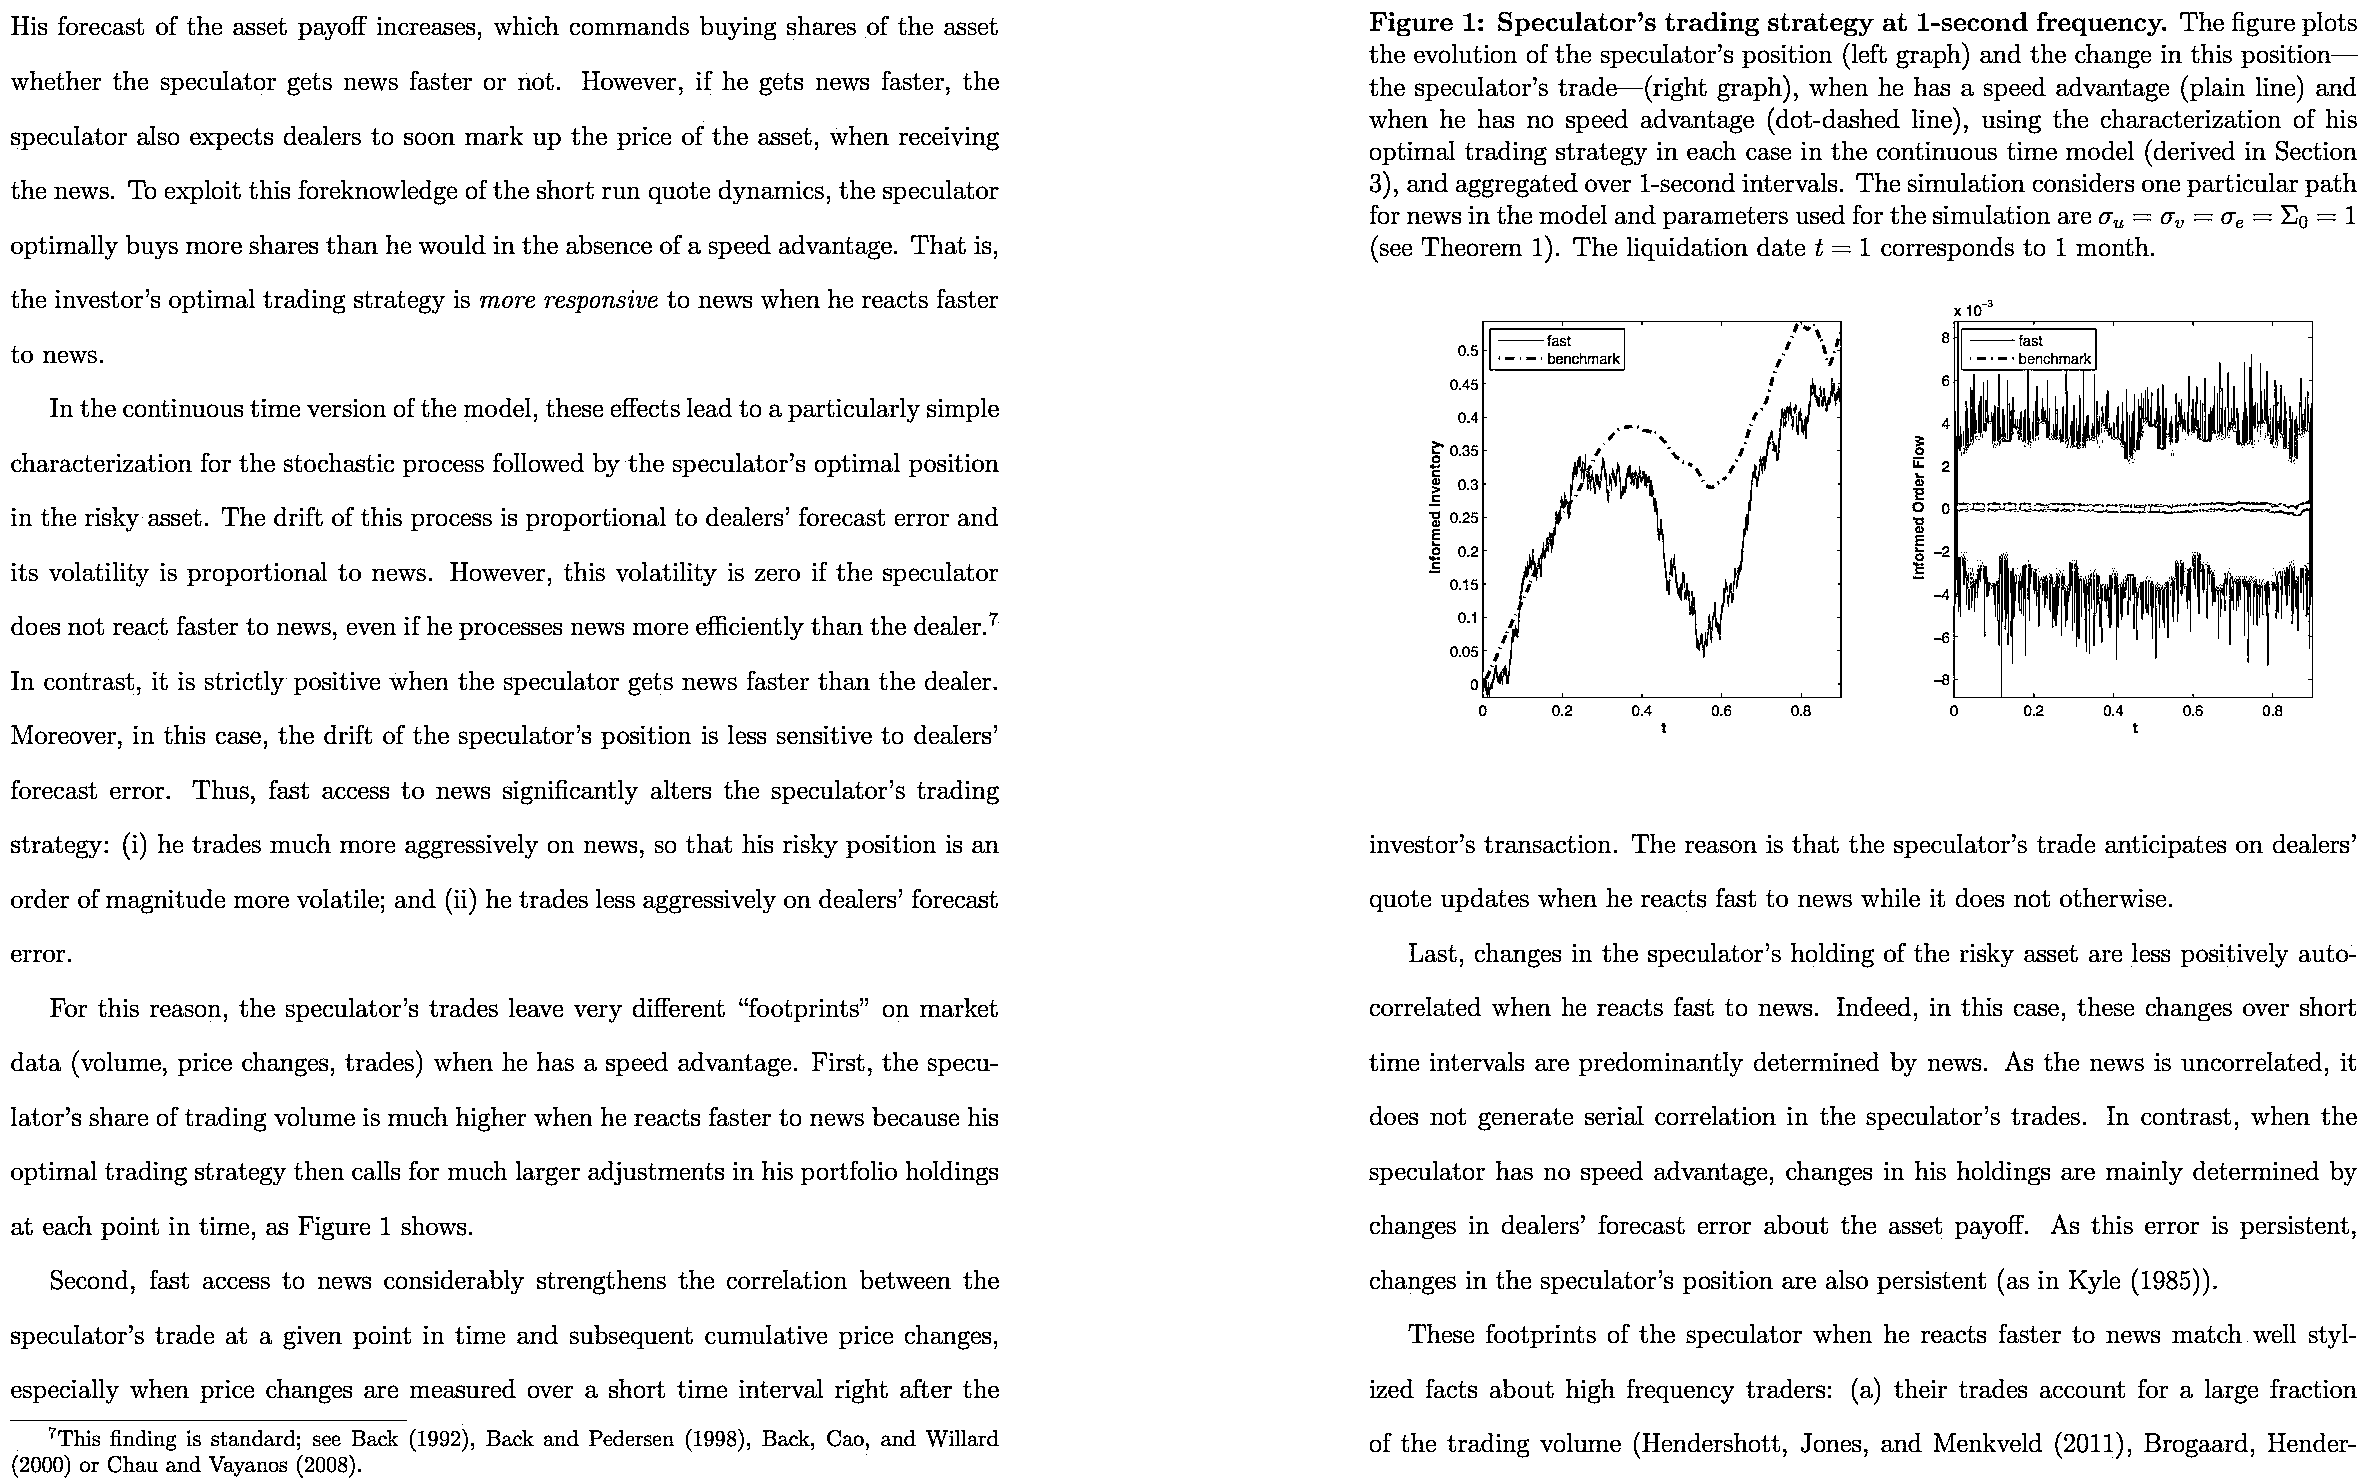 His forecast of the asset payoff increases, which commands buying shares of the asset
whether the speculator gets news faster or not. However, if he gets news faster, the
speculator also expects dealers to soon mark up the price of the asset, when receiving
the news. To exploit this foreknowledge of the short run quote dynamics, the speculator
optimally buys more shares than he would in the absence of a speed advantage. That is,
the investor's optimal trading strategy is more responsive to news when he reacts faster
to news.
In the continuous time version of the model, these effects lead to a particularly simple
characterization for the stochastic process followed by the speculator's optimal position
in the risky asset. The drift of this process is proportional to dealers' forecast error and
its volatility is proportional to news. However, this volatility is zero if the speculator
does not react faster to news, even if he processes news more efficiently than the dealer.⁷
In contrast, it is strictly positive when the speculator gets news faster than the dealer.
Moreover, in this case, the drift of the speculator's position is less sensitive to dealers'
forecast error. Thus, fast access to news significantly alters the speculator's trading
strategy: (i) he trades much more aggressively on news, so that his risky position is an
order of magnitude more volatile; and (ii) he trades less aggressively on dealers' forecast
error.
For this reason, the speculator's trades leave very different “footprints” on market
data (volume, price changes, trades) when he has a speed advantage. First, the specu-
lator's share of trading volume is much higher when he reacts faster to news because his
optimal trading strategy then calls for much larger adjustments in his portfolio holdings
at each point in time, as Figure 1 shows.
Second, fast access to news considerably strengthens the correlation between the
speculator's trade at a given point in time and subsequent cumulative price changes,
especially when price changes are measured over a short time interval right after the
⁷This finding is standard; see Back (1992), Back and Pedersen (1998), Back, Cao, and Willard
(2000) or Chau and Vayanos (2008).
Figure 1: Speculator's trading strategy at 1-second frequency. The figure plots
the evolution of the speculator's position (left graph) and the change in this position—
the speculator's trade—(right graph), when he has a speed advantage (plain line) and
when he has no speed advantage (dot-dashed line), using the characterization of his
optimal trading strategy in each case in the continuous time model (derived in Section
3), and aggregated over 1-second intervals. The simulation considers one particular path
for news in the model and parameters used for the simulation are σu = σv = σe = Σ0 = 1
(see Theorem 1). The liquidation date t = 1 corresponds to 1 month.
fast
benchmark
0.5
0.45
0.4
0.35
0.3
0.25
0.2
0.15
0.1
0.05
0
Informed Inventory
0 0.2 0.4 0.6 0.8
t
x 10⁻³
fast
benchmark
8
6
4
2
0
−2
−4
−6
−8
Informed Order Flow
0 0.2 0.4 0.6 0.8
t
investor's transaction. The reason is that the speculator's trade anticipates on dealers'
quote updates when he reacts fast to news while it does not otherwise.
Last, changes in the speculator's holding of the risky asset are less positively auto-
correlated when he reacts fast to news. Indeed, in this case, these changes over short
time intervals are predominantly determined by news. As the news is uncorrelated, it
does not generate serial correlation in the speculator's trades. In contrast, when the
speculator has no speed advantage, changes in his holdings are mainly determined by
changes in dealers' forecast error about the asset payoff. As this error is persistent,
changes in the speculator's position are also persistent (as in Kyle (1985)).
These footprints of the speculator when he reacts faster to news match well styl-
ized facts about high frequency traders: (a) their trades account for a large fraction
of the trading volume (Hendershott, Jones, and Menkveld (2011), Brogaard, Hender-